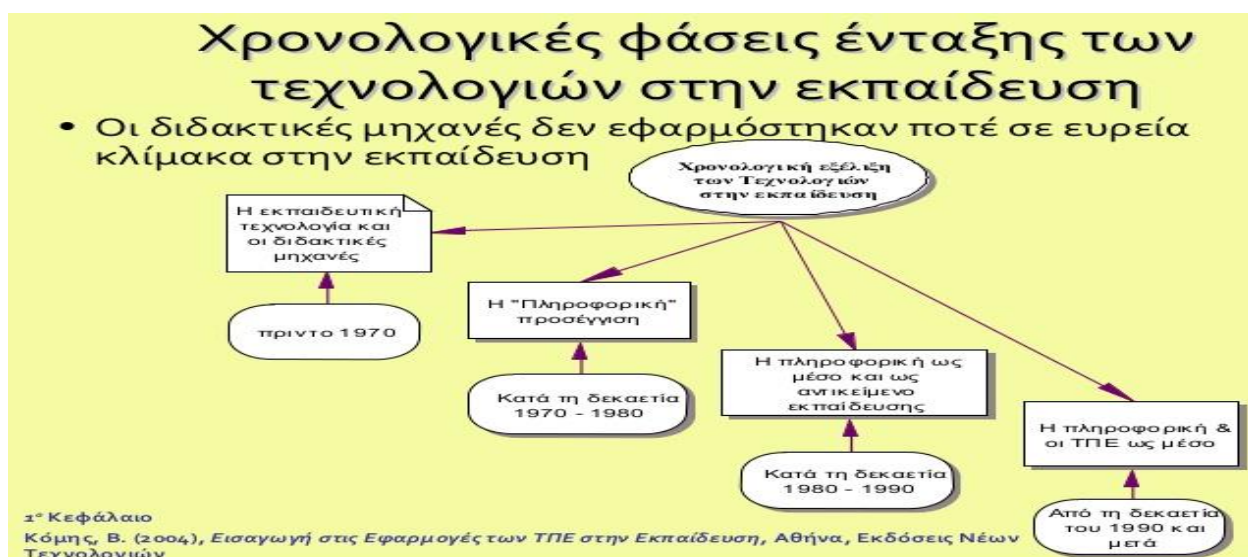 Χρονολογικές φάσεις ένταξης των
τεχνολογιών στην εκπαίδευση
• Οι διδακτικές μηχανές δεν εφαρμόστηκαν ποτέ σε ευρεία
κλίμακα στην εκπαίδευση
Χρονολογική εξέλιξη
των Τεχνολογιών
στην εκπαίδευση
Η εκπαιδευτική
τεχνολογία και
οι διδακτικές
μηχανές
πριντο 1970
Η "Πληροφορική"
προσέγγιση
Κατά τη δεκαετία
1970 - 1980
Η πληροφορική ως
μέσο και ως
αντικείμενο
εκπαίδευσης
Κατά τη δεκαετία
1980 - 1990
Η πληροφορική &
οι ΤΠΕ ως μέσο
Από τη δεκαετία
του 1990 και
μετά
1ο Κεφάλαιο
Κόμης, Β. (2004), Εισαγωγή στις Εφαρμογές των ΤΠΕ στην Εκπαίδευση, Αθήνα, Εκδόσεις Νέων
Τεχνολογιών